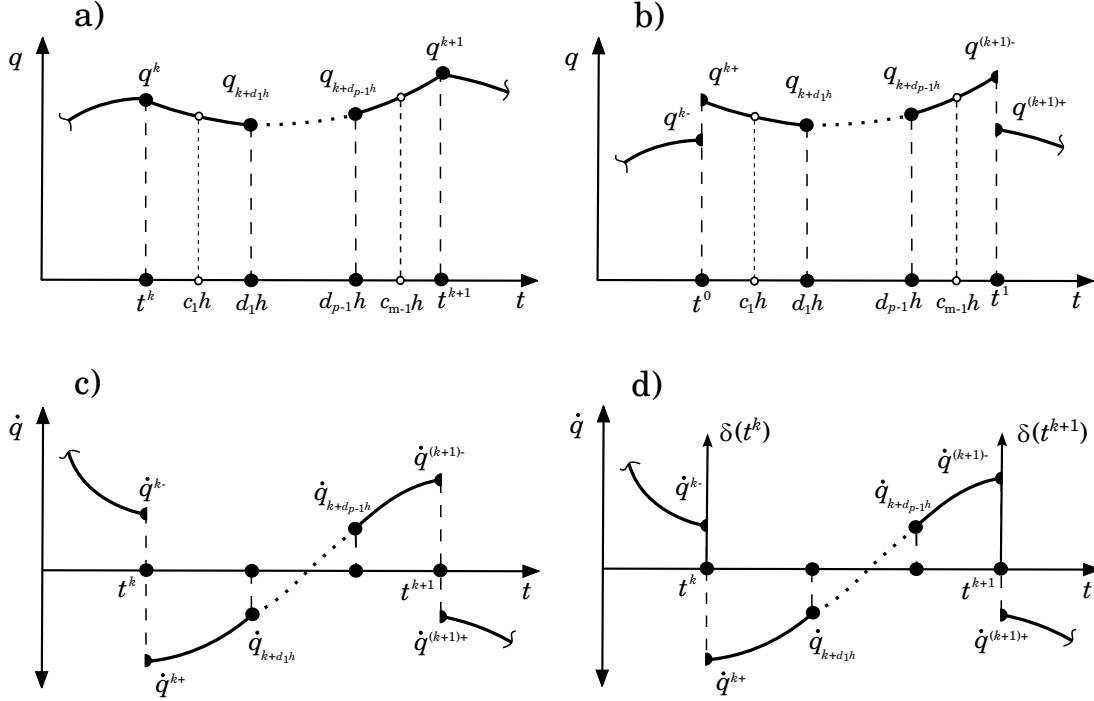 a)
q
q^k
q_{k+d_1h}
q_{k+d_{p-1}h}
q^{k+1}
t^k
c_1h
d_1h
d_{p-1}h
c_{m-1}h
t^{k+1}
t
b)
q
q^{k-}
q^{k+}
q_{k+d_1h}
q_{k+d_{p-1}h}
q^{(k+1)-}
q^{(k+1)+}
t^0
c_1h
d_1h
d_{p-1}h
c_{m-1}h
t^1
t
c)
q̇
q̇^{k-}
q̇_{k+d_{p-1}h}
q̇^{(k+1)-}
t^k
t^{k+1}
t
q̇^{k+}
q̇_{k+d_1h}
q̇^{(k+1)+}
d)
q̇
δ(t^k)
δ(t^{k+1})
q̇^{k-}
q̇_{k+d_{p-1}h}
q̇^{(k+1)-}
t^k
t^{k+1}
t
q̇^{k+}
q̇_{k+d_1h}
q̇^{(k+1)+}